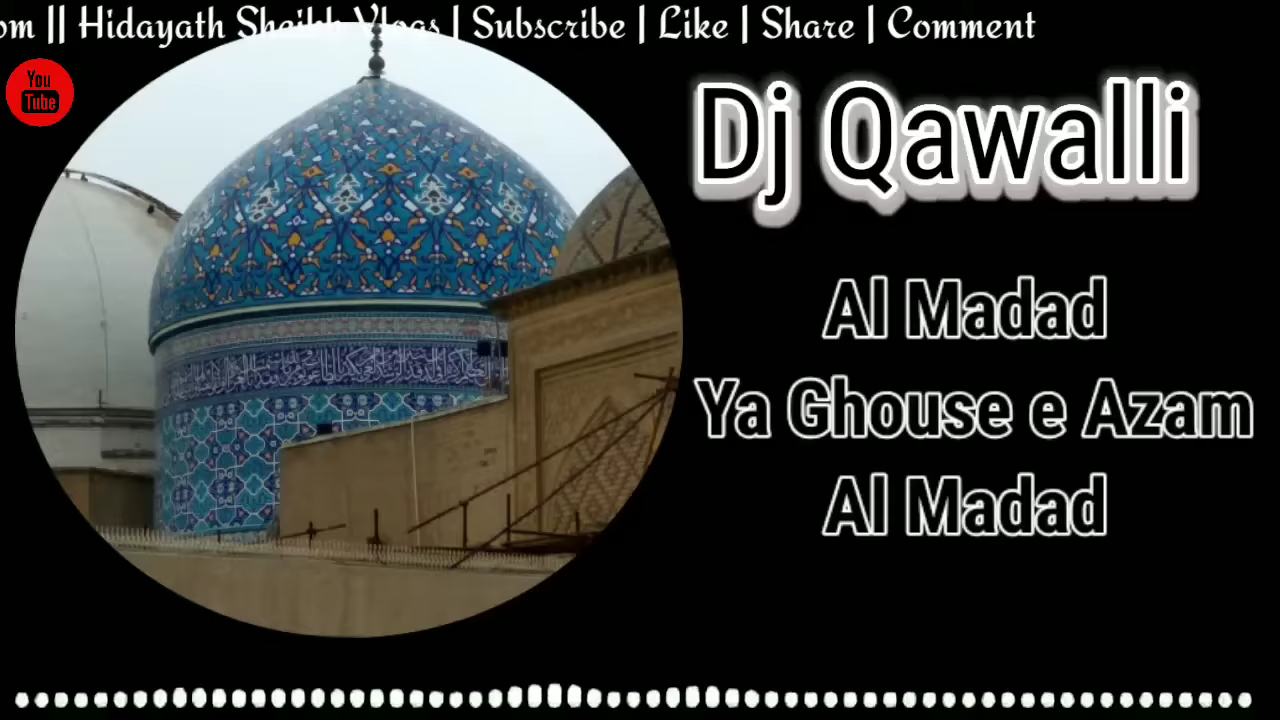 om || Hidayath Sheikh Vlogs | Subscribe | Like | Share | Comment
You
Tube
Dj Qawalli
Al Madad
Ya Ghouse e Azam
Al Madad